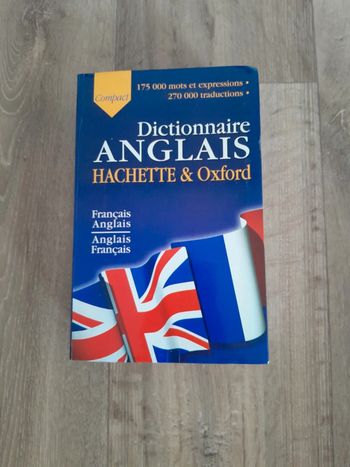 Compact
175 000 mots et expressions •
270 000 traductions •
Dictionnaire
ANGLAIS
HACHETTE & Oxford
Français
Anglais
Anglais
Français